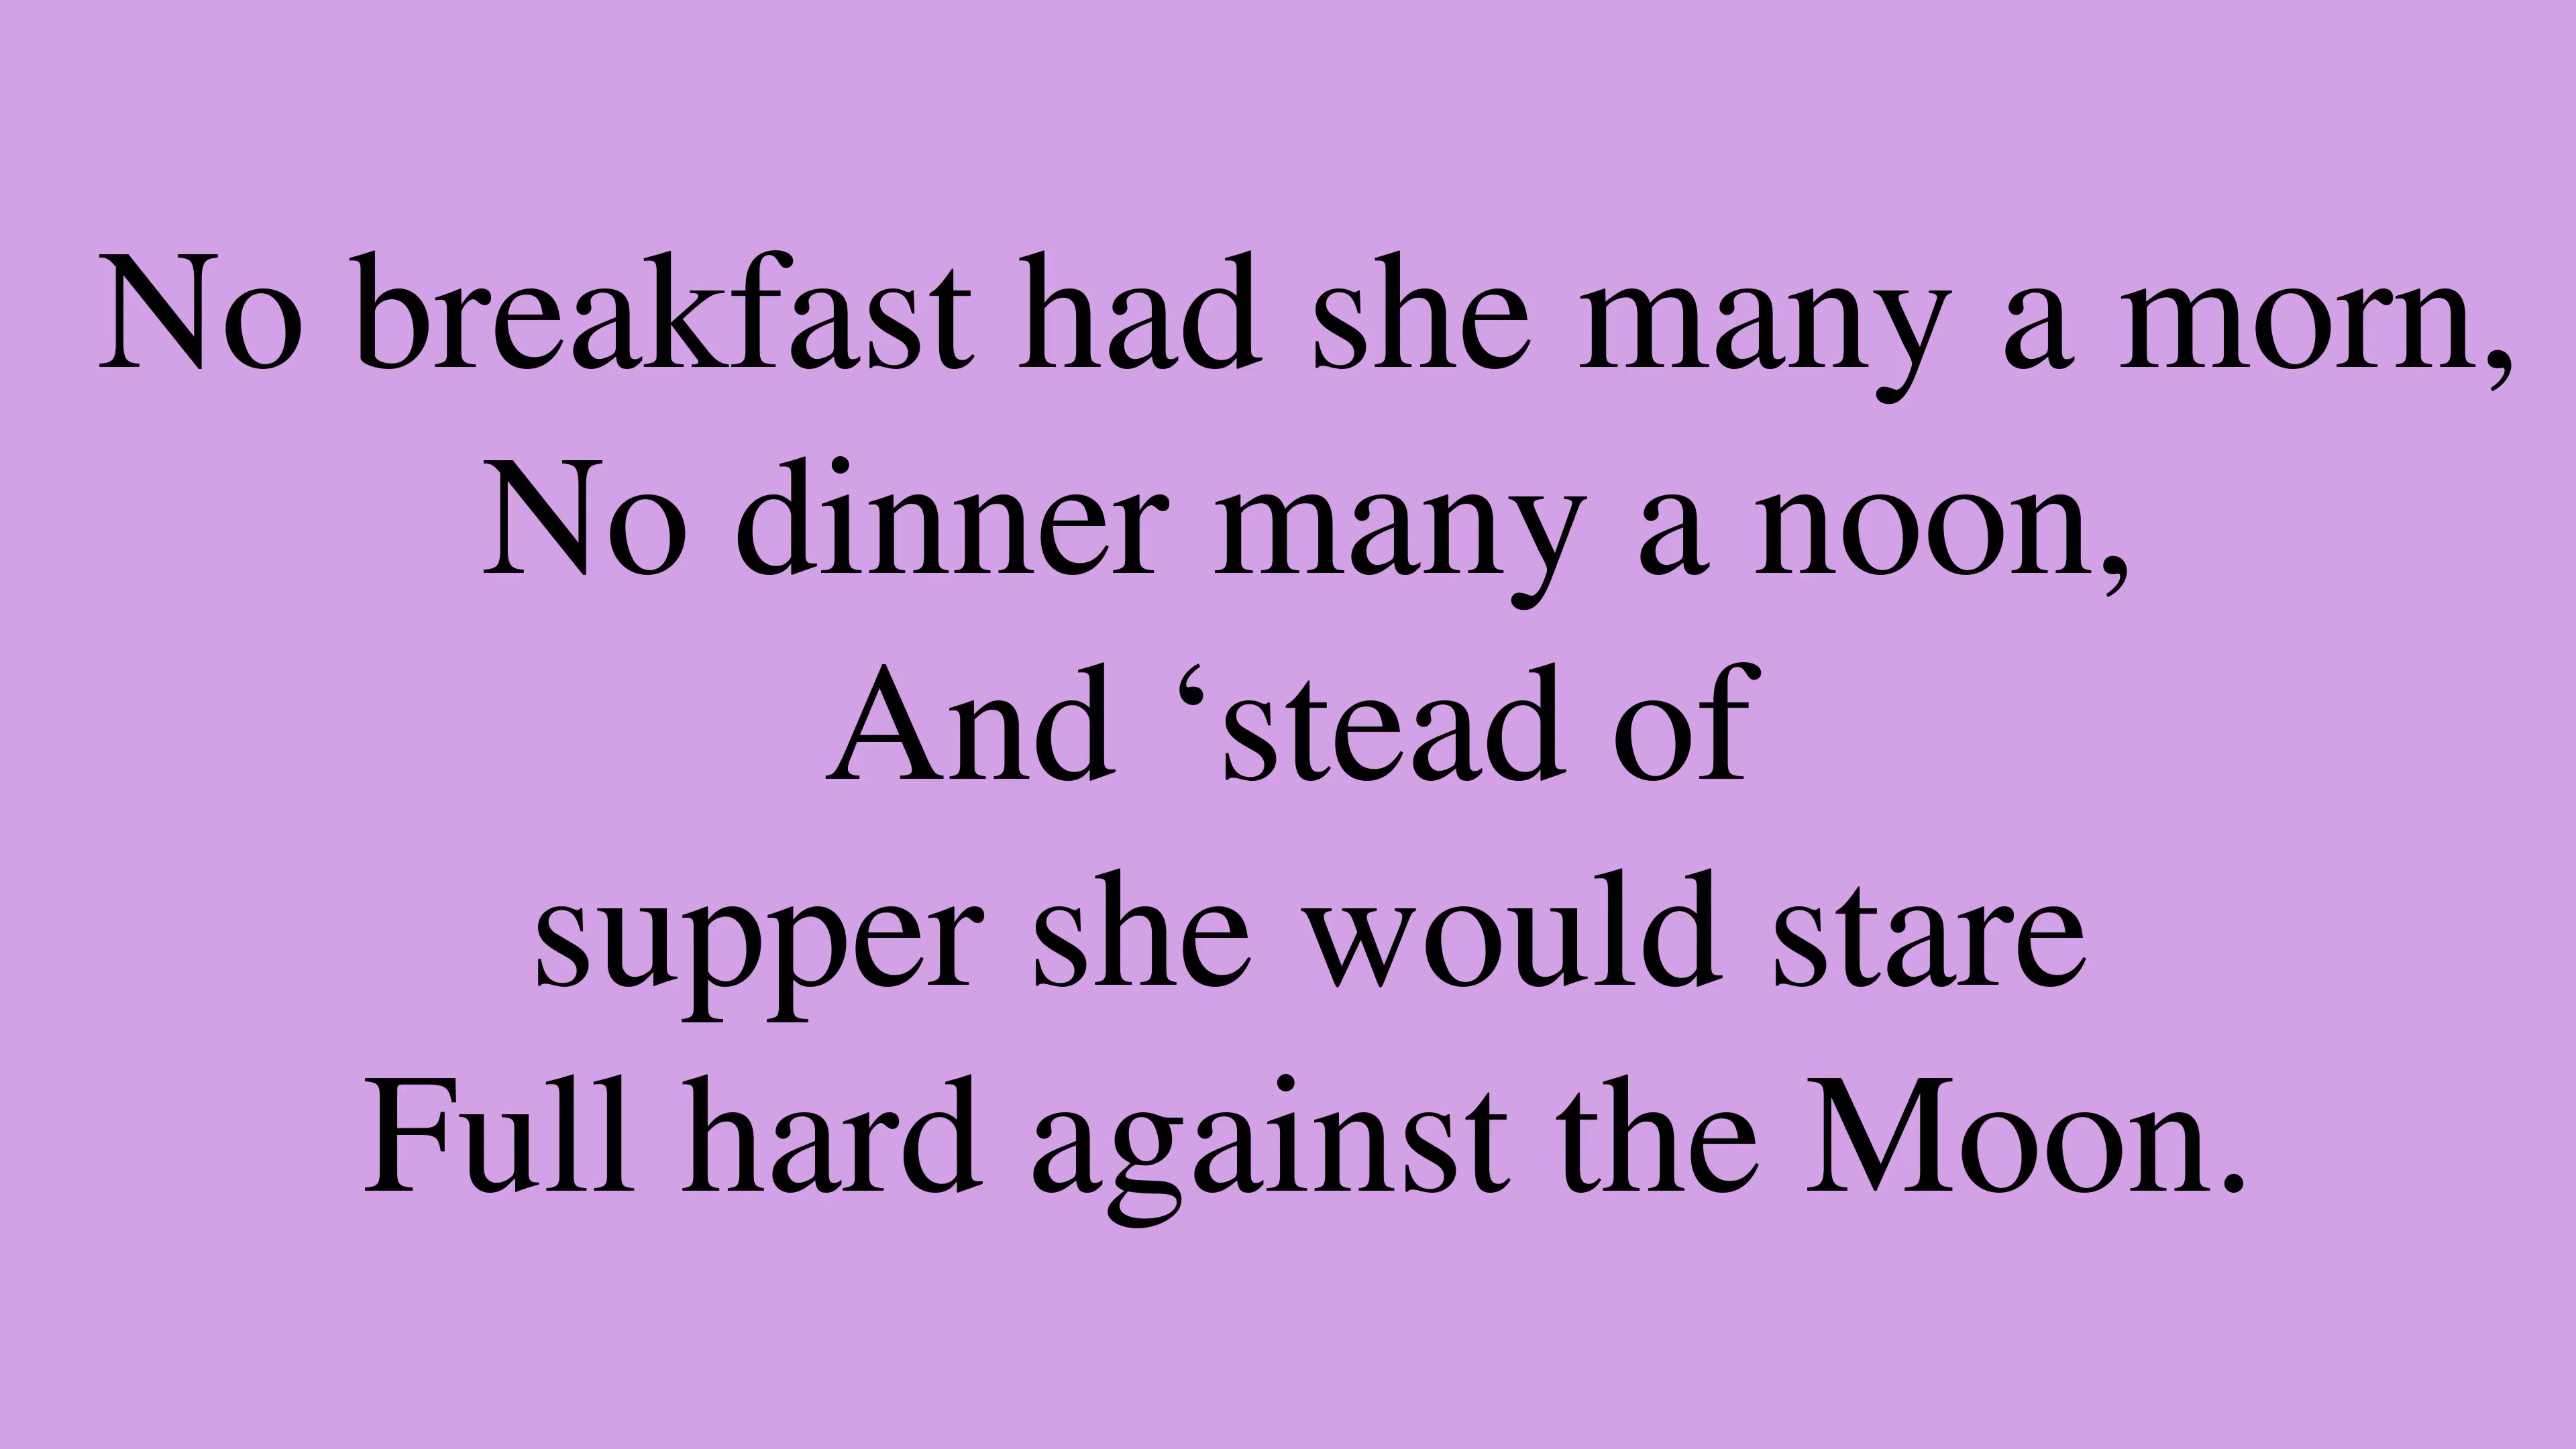 No breakfast had she many a morn,
No dinner many a noon,
And ‘stead of
supper she would stare
Full hard against the Moon.